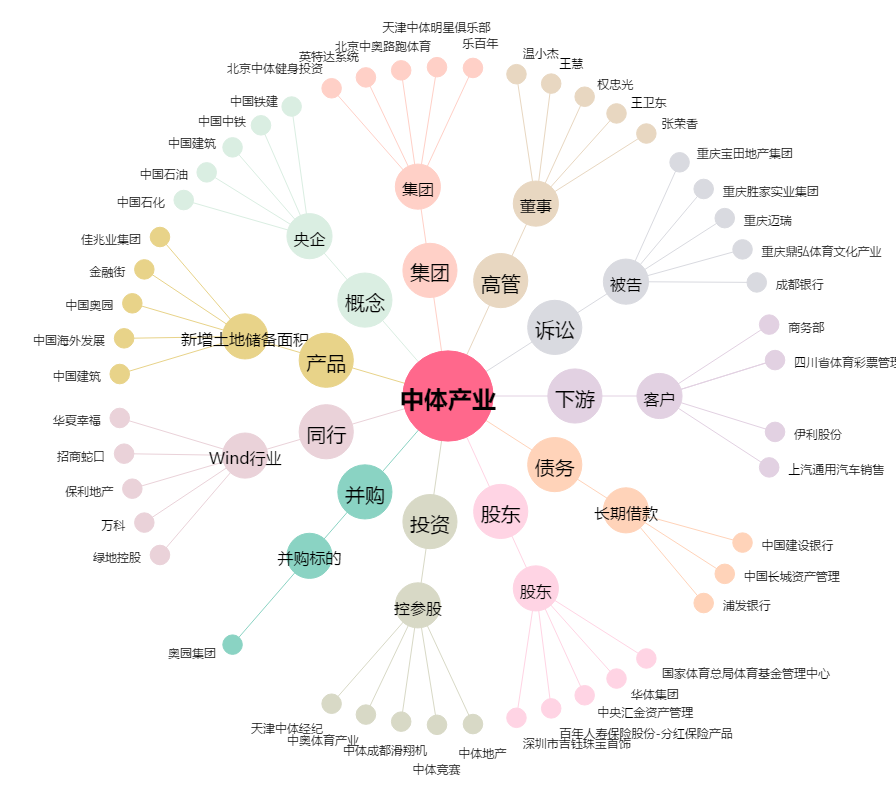 天津中体明星俱乐部
北京中奥路跑体育
乐百年
英特达系统
北京中体健身投资
温小杰
王慧
权忠光
王卫东
张荣香
中国铁建
中国中铁
中国建筑
中国石油
中国石化
集团
董事
央企
重庆宝田地产集团
重庆胜家实业集团
重庆迈瑞
重庆鼎弘体育文化产业
成都银行
被告
集团
高管
概念
诉讼
佳兆业集团
金融街
中国奥园
中国海外发展
中国建筑
新增土地储备面积
产品
商务部
四川省体育彩票管理
伊利股份
上汽通用汽车销售
客户
下游
中体产业
华夏幸福
招商蛇口
保利地产
万科
绿地控股
Wind行业
同行
债务
长期借款
中国建设银行
中国长城资产管理
浦发银行
并购
并购标的
奥园集团
投资
控参股
股东
股东
天津中体经纪
中奥体育产业
中体成都滑翔机
中体竞赛
中体地产
国家体育总局体育基金管理中心
华体集团
中央汇金资产管理
百年人寿保险股份-分红保险产品
深圳市吉钰珠宝首饰